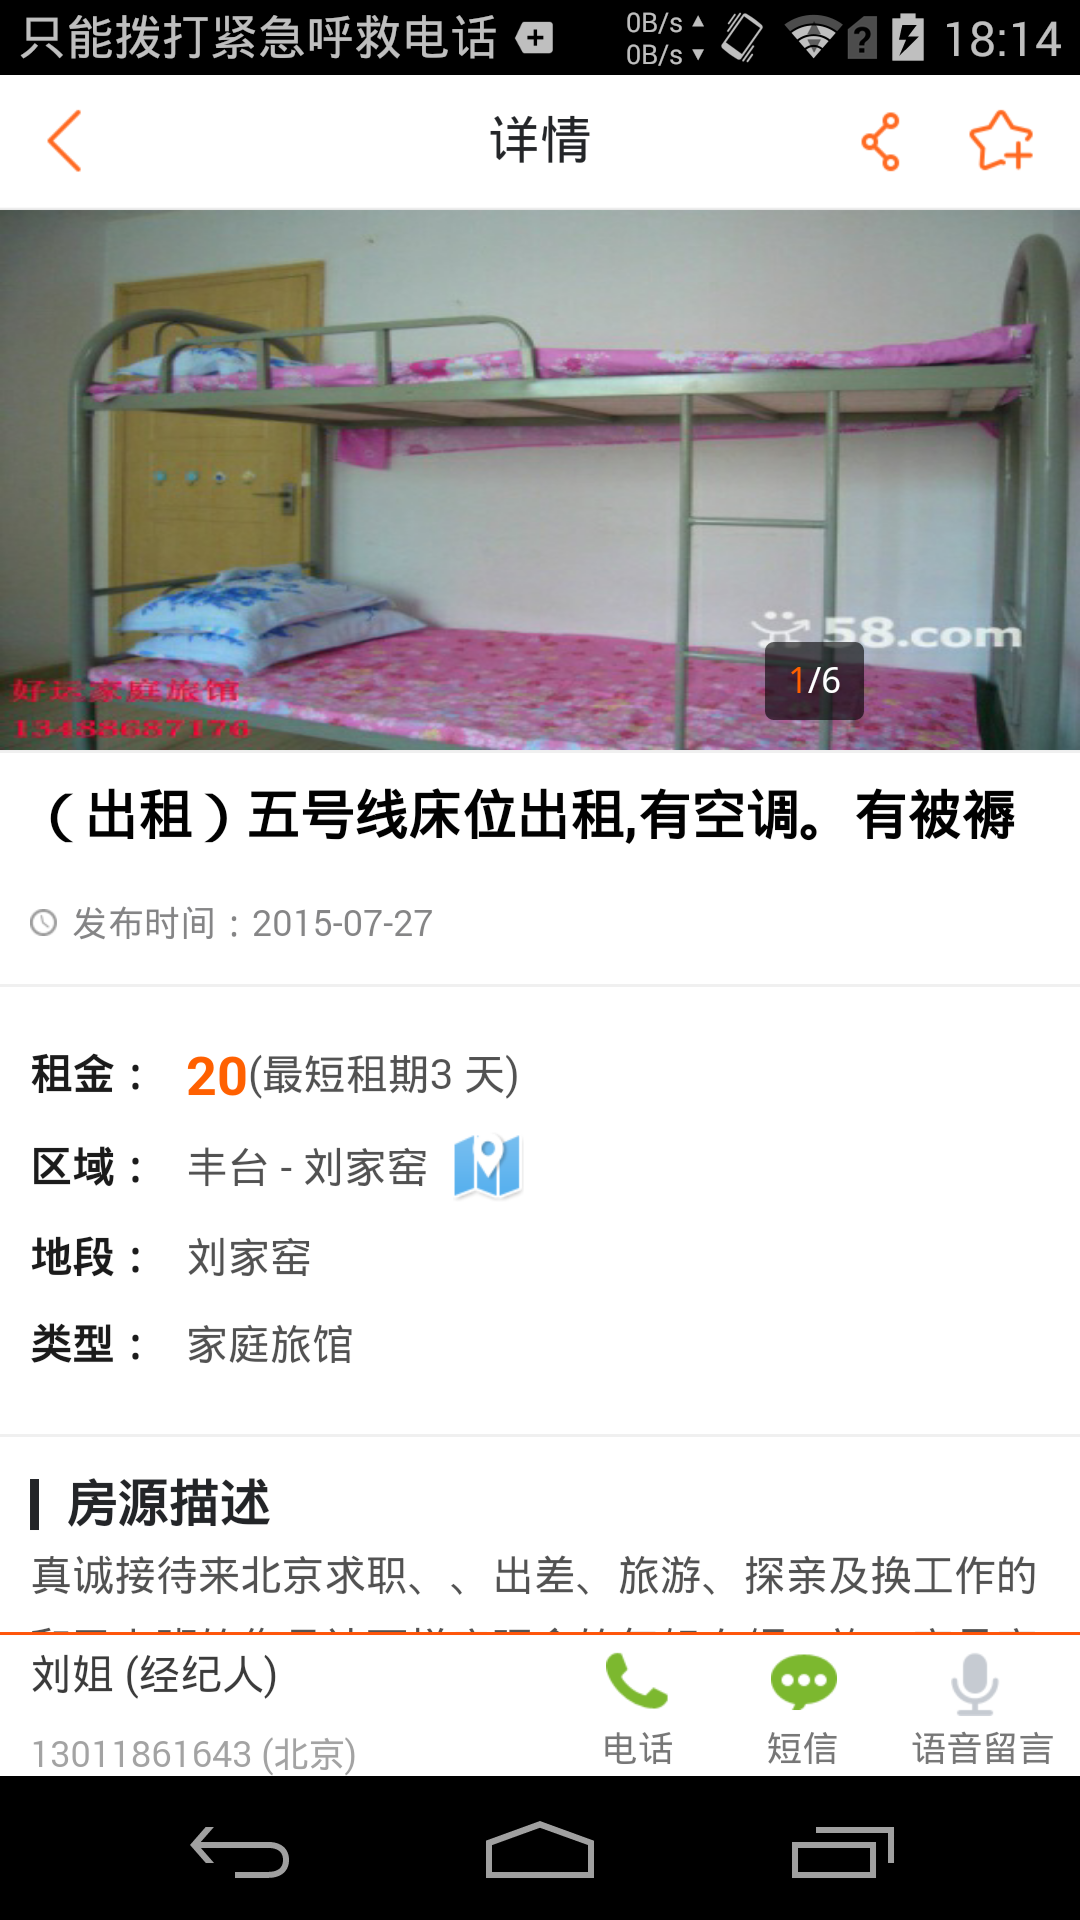 只能拨打紧急呼救电话
0B/s
0B/s
18:14
详情
58.com
1/6
好运家庭旅馆
13488687176
（出租）五号线床位出租,有空调。有被褥
发布时间：2015-07-27
租金： 20(最短租期3 天)
区域： 丰台 - 刘家窑
地段： 刘家窑
类型： 家庭旅馆
房源描述
真诚接待来北京求职、、出差、旅游、探亲及换工作的
刘姐 (经纪人)
13011861643 (北京)
电话
短信
语音留言